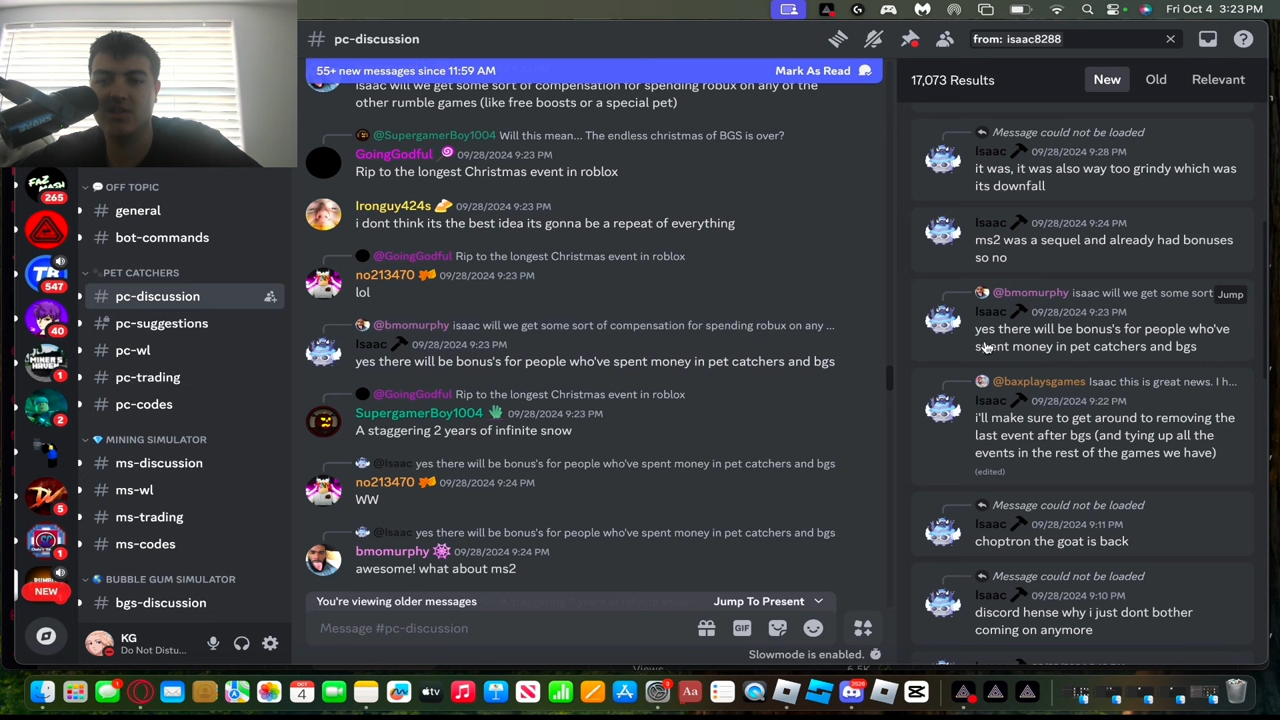 Fri Oct 4 3:23 PM
# pc-discussion
from: isaac8288
55+ new messages since 11:59 AM
Mark As Read
OFF TOPIC
# general
# bot-commands
PET CATCHERS
# pc-discussion
# pc-suggestions
# pc-wl
# pc-trading
# pc-codes
MINING SIMULATOR
# ms-discussion
# ms-wl
# ms-trading
# ms-codes
BUBBLE GUM SIMULATOR
# bgs-discussion
265
547
40
1
2
5
1
NEW
KG
Do Not Distu...
isaac will we get some sort of compensation for spending robux on any of the
other rumble games (like free boosts or a special pet)
@SupergamerBoy1004 Will this mean... The endless christmas of BGS is over?
GoingGodful 09/28/2024 9:23 PM
Rip to the longest Christmas event in roblox
Ironguy424s 09/28/2024 9:23 PM
i dont think its the best idea its gonna be a repeat of everything
@GoingGodful Rip to the longest Christmas event in roblox
no213470 09/28/2024 9:23 PM
lol
@bmomurphy isaac will we get some sort of compensation for spending robux on any ...
Isaac 09/28/2024 9:23 PM
yes there will be bonus's for people who've spent money in pet catchers and bgs
@GoingGodful Rip to the longest Christmas event in roblox
SupergamerBoy1004 09/28/2024 9:23 PM
A staggering 2 years of infinite snow
@Isaac yes there will be bonus's for people who've spent money in pet catchers and bgs
no213470 09/28/2024 9:24 PM
WW
@Isaac yes there will be bonus's for people who've spent money in pet catchers and bgs
bmomurphy 09/28/2024 9:24 PM
awesome! what about ms2
You're viewing older messages
Jump To Present
Message #pc-discussion
GIF
Slowmode is enabled.
17,073 Results
New
Old
Relevant
Message could not be loaded
Isaac 09/28/2024 9:28 PM
it was, it was also way too grindy which was
its downfall
Isaac 09/28/2024 9:24 PM
ms2 was a sequel and already had bonuses
so no
@bmomurphy isaac will we get some sort
Jump
Isaac 09/28/2024 9:23 PM
yes there will be bonus's for people who've
spent money in pet catchers and bgs
@baxplaysgames Isaac this is great news. I h...
Isaac 09/28/2024 9:22 PM
i'll make sure to get around to removing the
last event after bgs (and tying up all the
events in the rest of the games we have)
(edited)
Message could not be loaded
Isaac 09/28/2024 9:11 PM
choptron the goat is back
Message could not be loaded
Isaac 09/28/2024 9:10 PM
discord hense why i just dont bother
coming on anymore